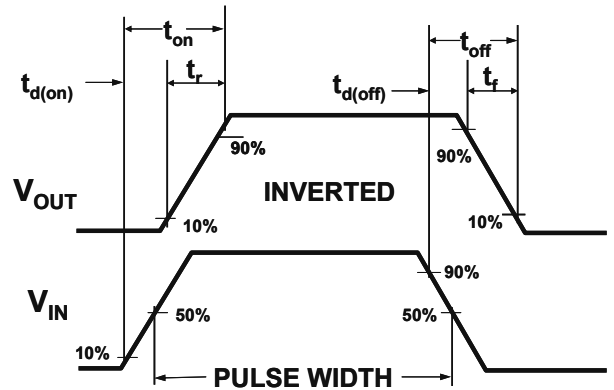 t_on
t_off
t_d(on)
t_r
t_d(off)
t_f
90%
90%
V_OUT
INVERTED
10%
10%
90%
V_IN
50%
50%
10%
PULSE WIDTH